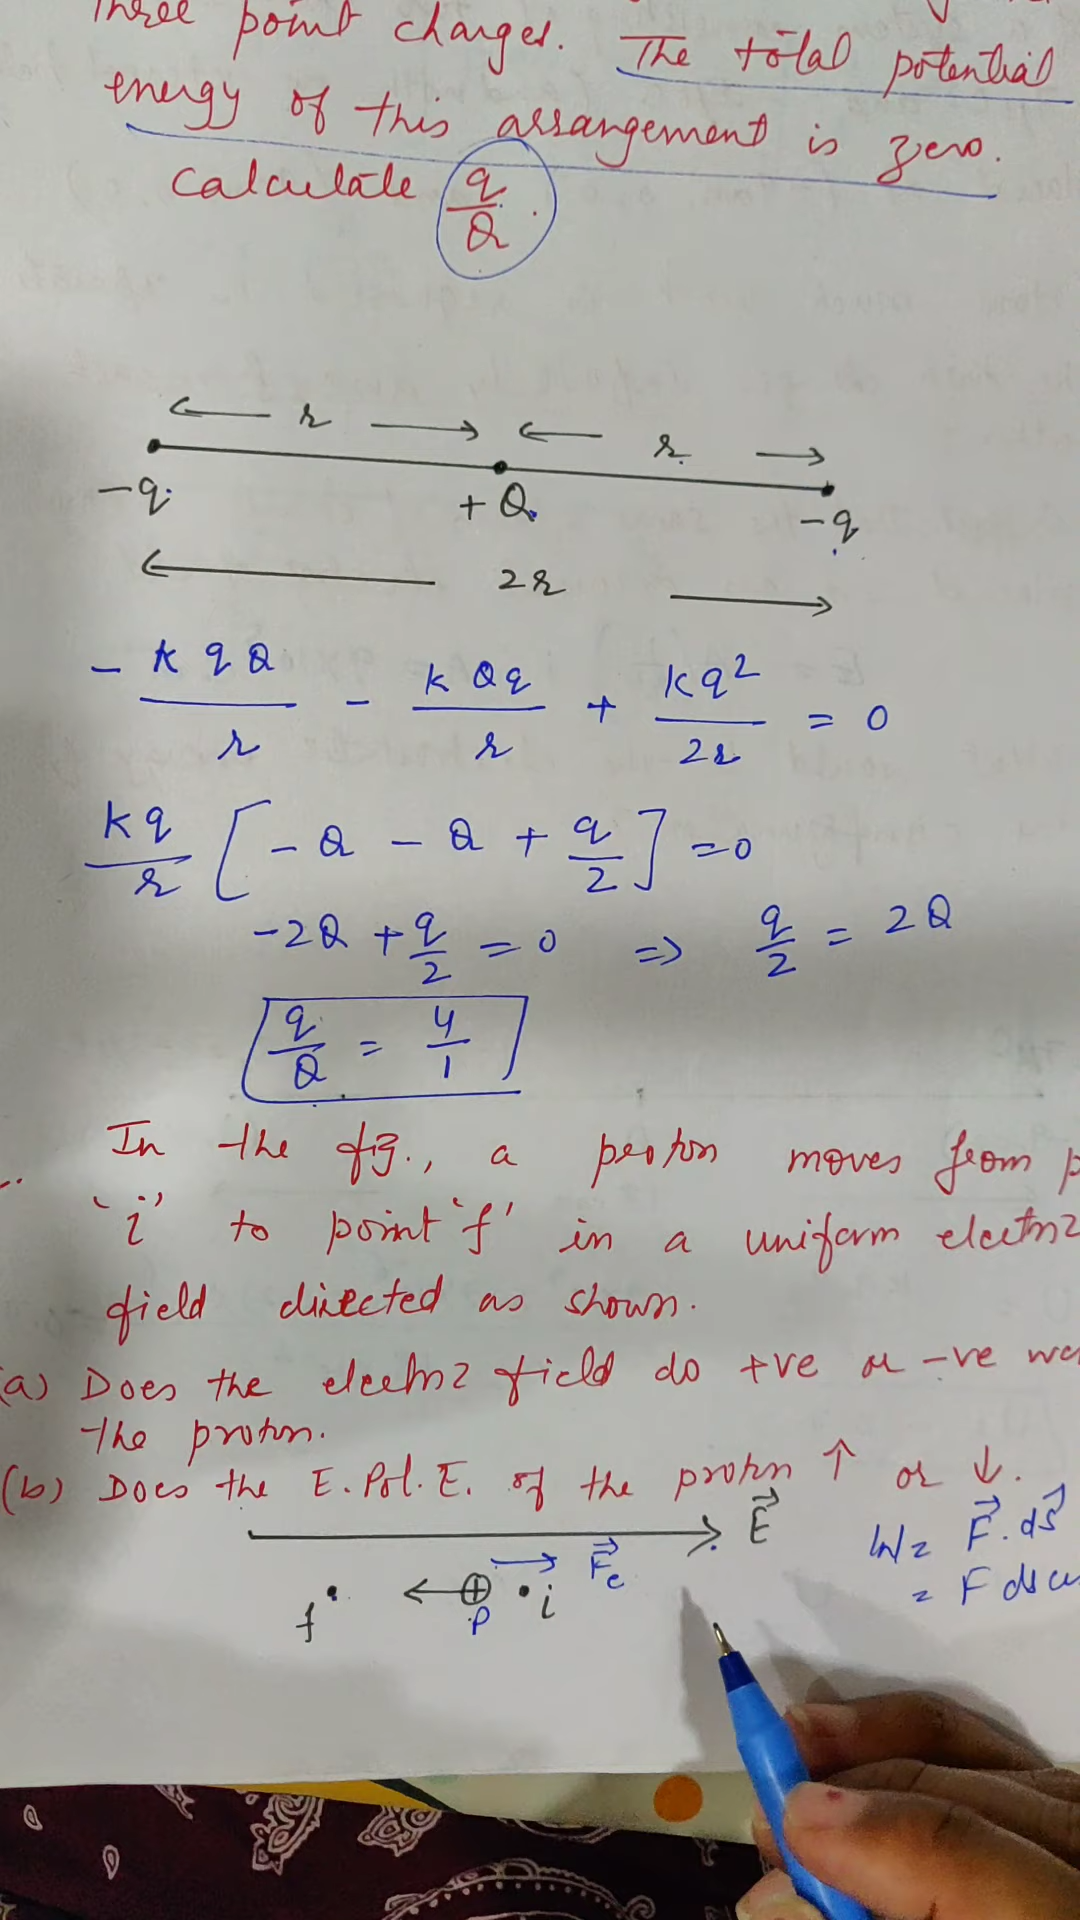 Three point charges. The total potential
energy of this arrangement is zero.
Calculate q/Q.
← r → ← r. →
-q. +Q. -q
← 2r →
- kqQ/r - kQq/r + kq²/2r = 0
kq/r [-Q - Q + q/2] = 0
-2Q + q/2 = 0 ⇒ q/2 = 2Q
q/Q = 4/1
In the fig., a proton moves from
'i' to point 'f' in a uniform
field directed as shown.
(a) Does the electric field do +ve or -ve
the proton.
(b) Does the E. Pot. E. of the proton ↑ or ↓.
E⃗
W = F⃗.ds⃗
F⃗e
= F ds
f i
P